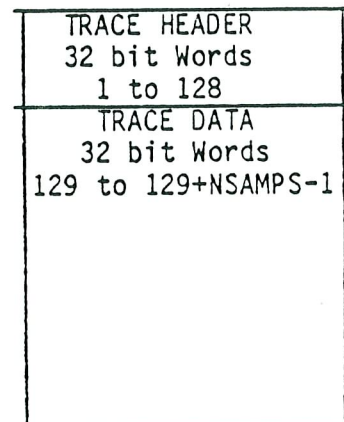 TRACE HEADER
32 bit Words
1 to 128
TRACE DATA
32 bit Words
129 to 129+NSAMPS-1